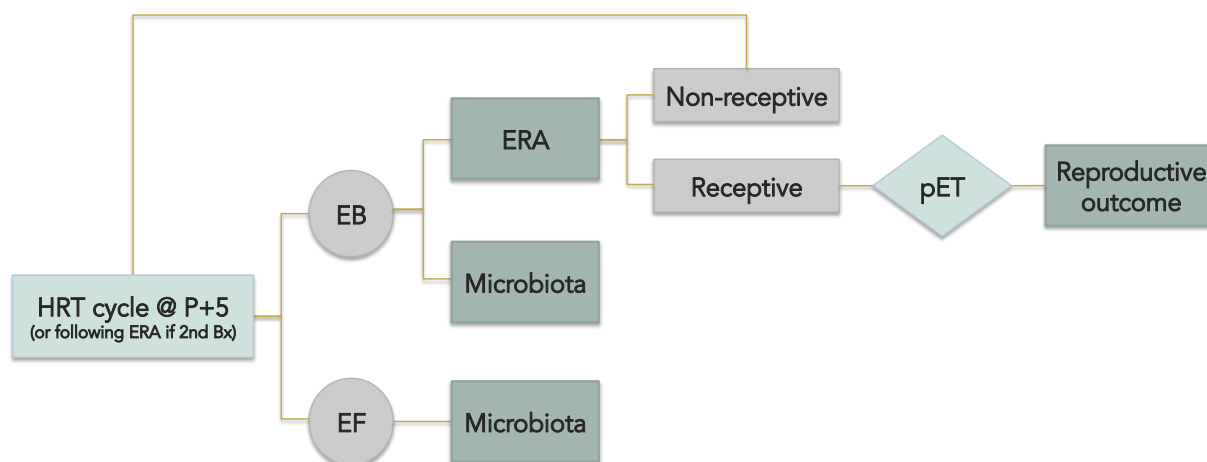 HRT cycle @ P+5
(or following ERA if 2nd Bx)
EB
EF
ERA
Microbiota
Microbiota
Non-receptive
Receptive
pET
Reproductive
outcome